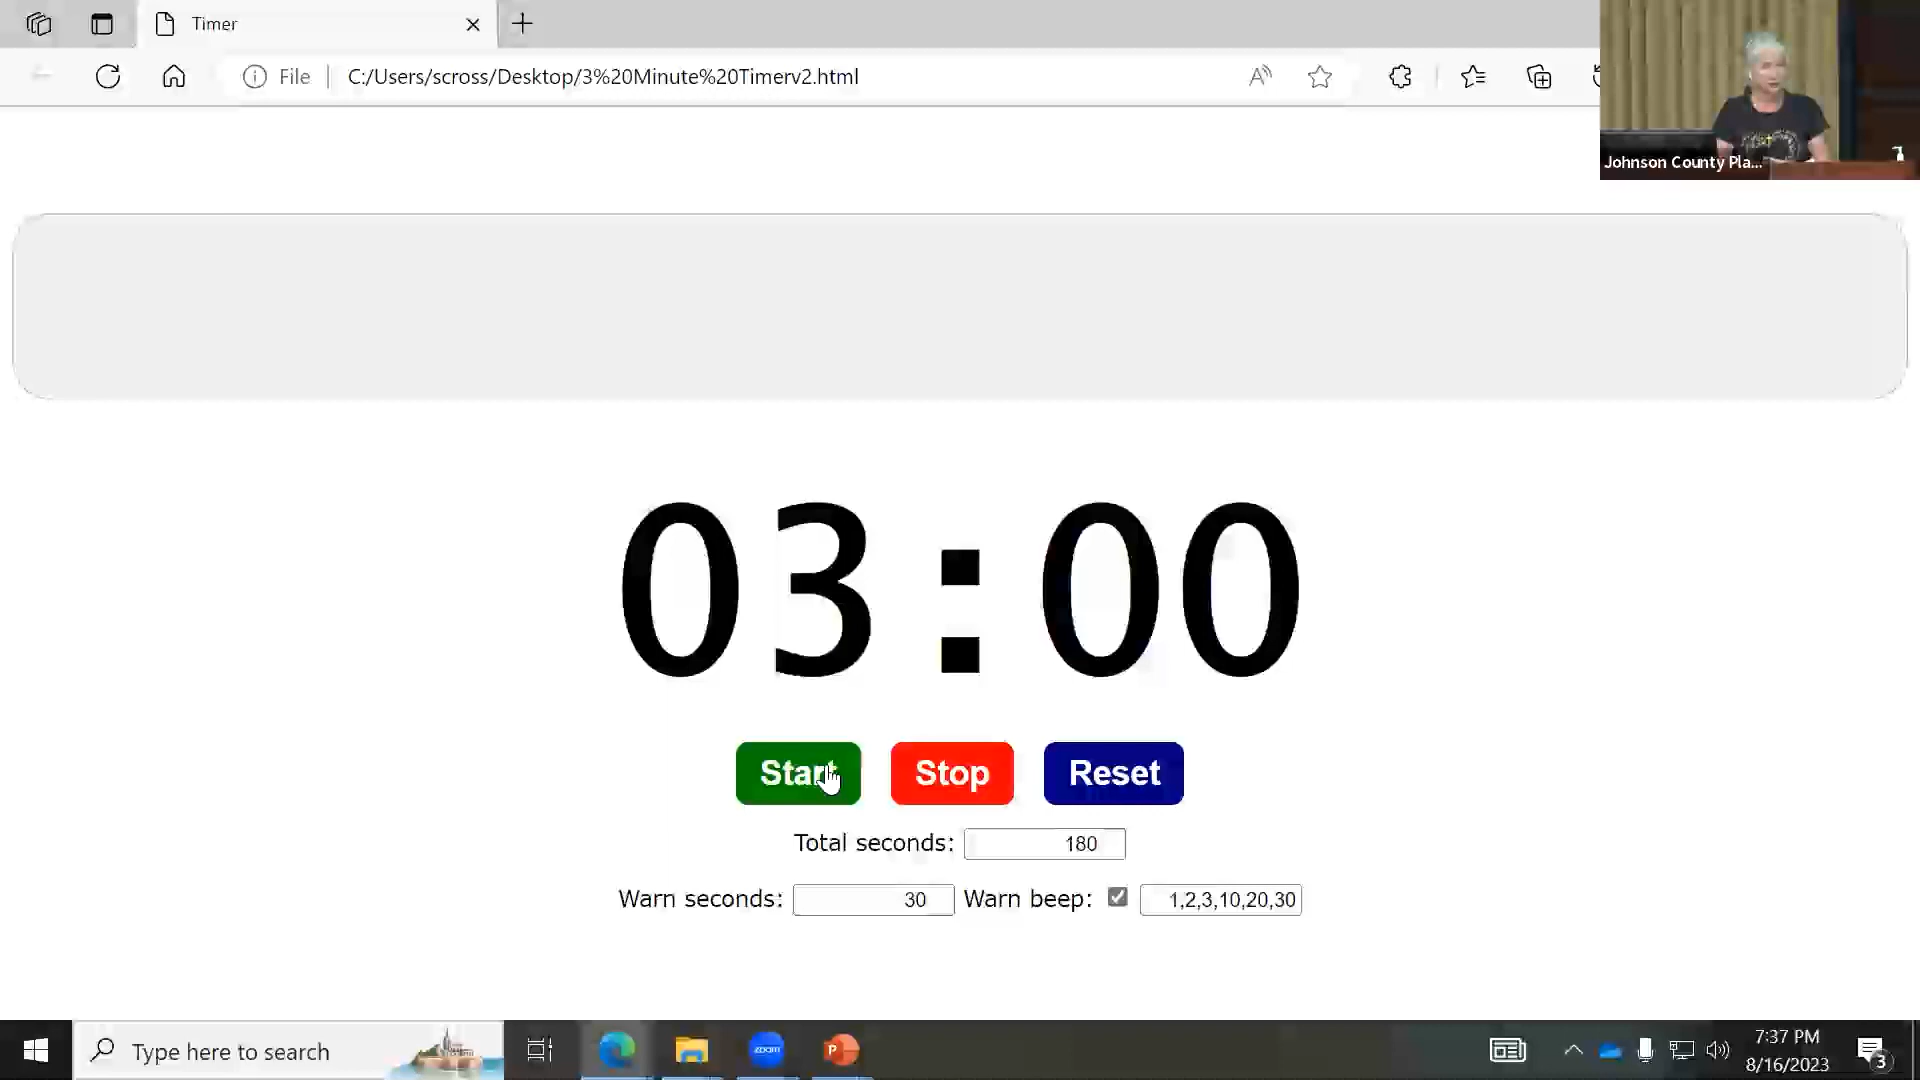 Timer
File
C:/Users/scross/Desktop/3%20Minute%20Timerv2.html
Johnson County Pla...
03:00
Start
Stop
Reset
Total seconds: 180
Warn seconds: 30 Warn beep: 1,2,3,10,20,30
Type here to search
zoom
P
7:37 PM
8/16/2023
3